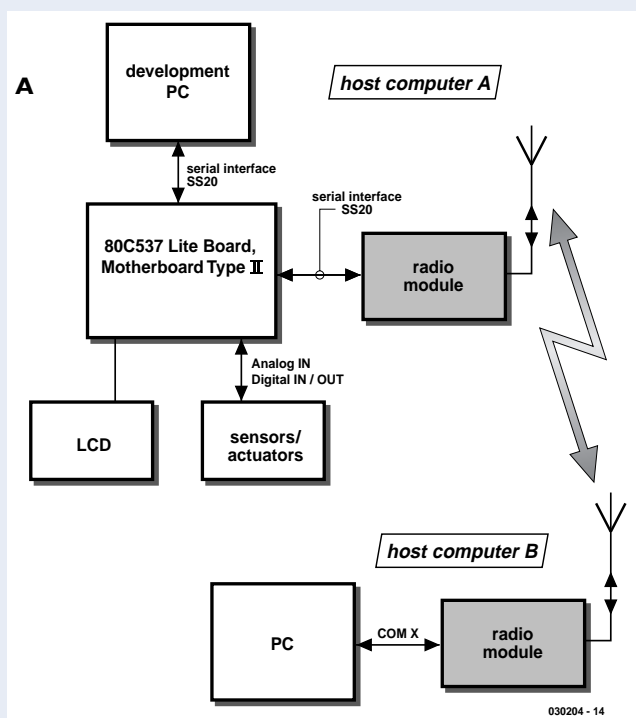 A
development
PC
host computer A
serial interface
SS20
serial interface
SS20
80C537 Lite Board,
Motherboard Type II
radio
module
Analog IN
Digital IN / OUT
LCD
sensors/
actuators
host computer B
PC
COM X
radio
module
030204 - 14